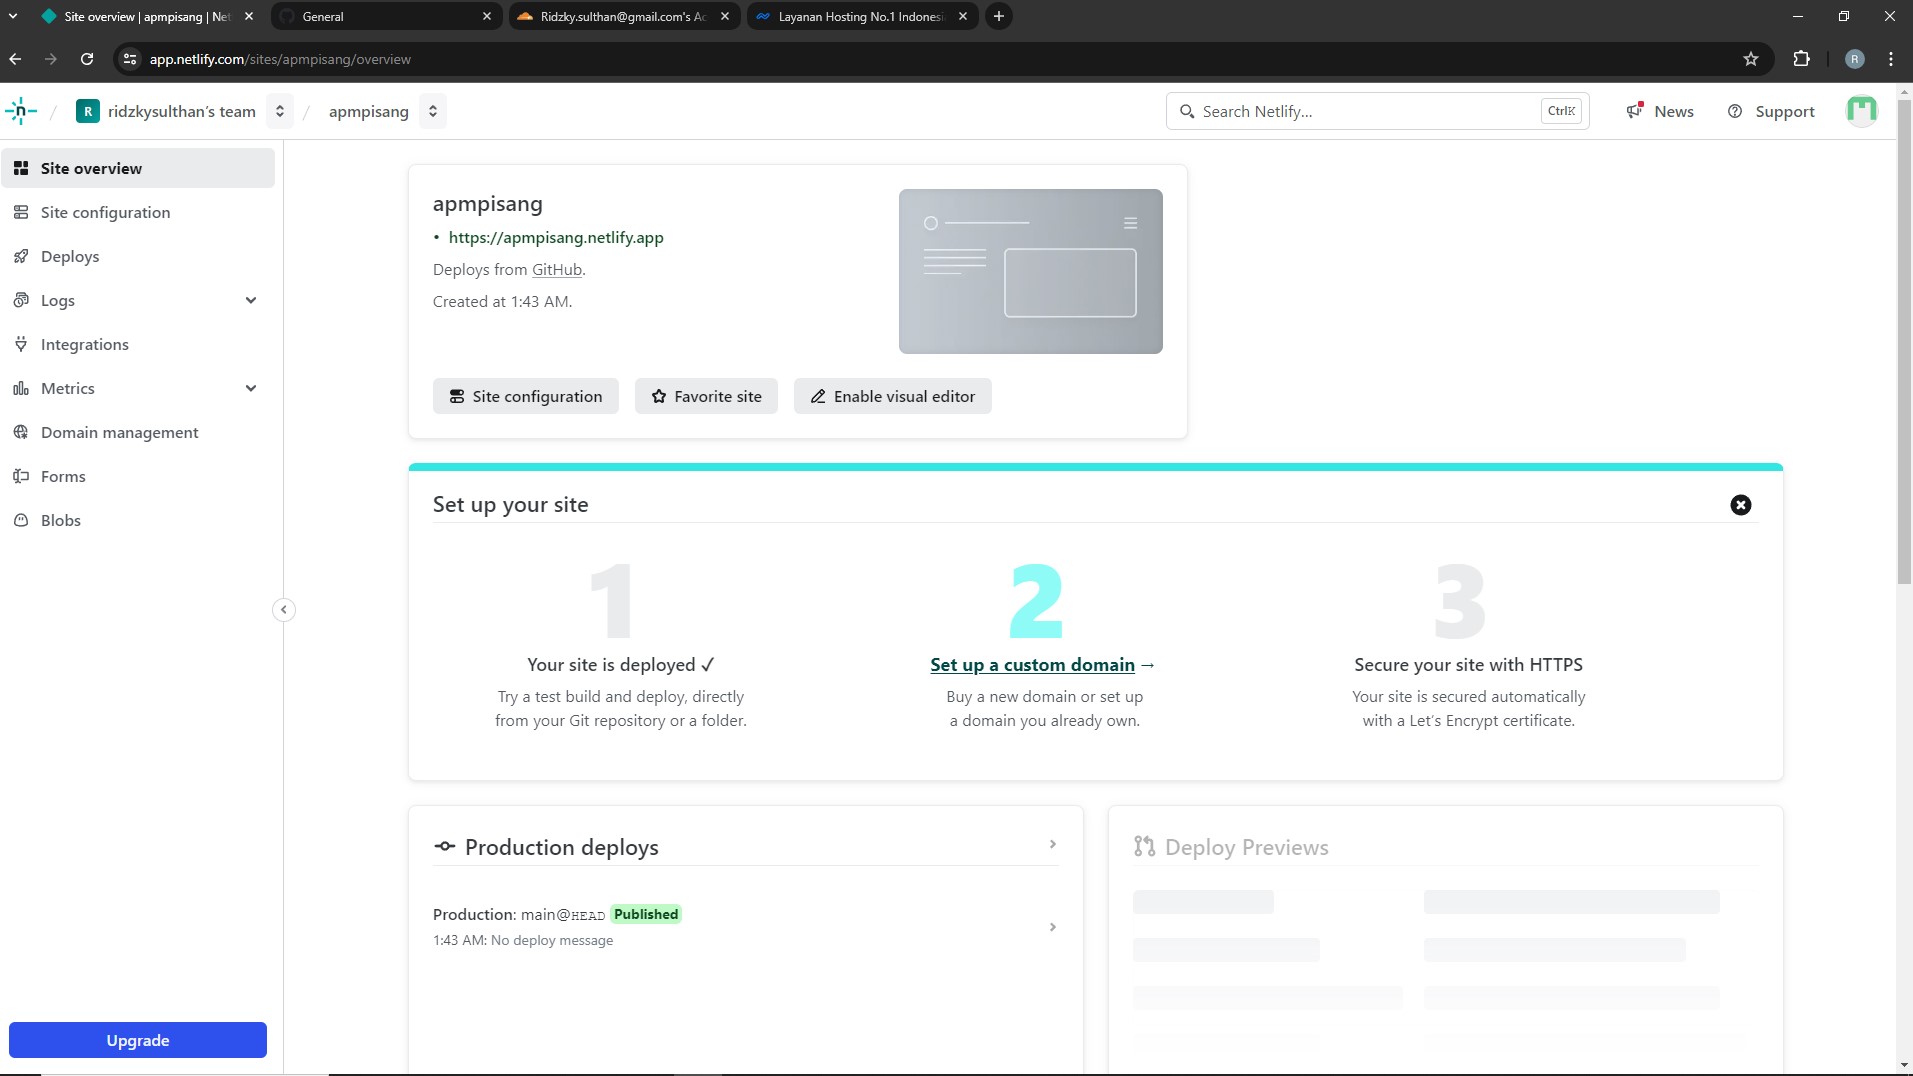 Site overview | apmpisang | Net
General
Ridzky.sulthan@gmail.com's Ac
Layanan Hosting No.1 Indonesi
app.netlify.com/sites/apmpisang/overview
R
n
/
R
ridzkysulthan's team
/
apmpisang
Search Netlify...
Ctrl K
News
Support
Site overview
Site configuration
Deploys
Logs
Integrations
Metrics
Domain management
Forms
Blobs
Upgrade
apmpisang
• https://apmpisang.netlify.app
Deploys from GitHub.
Created at 1:43 AM.
Site configuration
Favorite site
Enable visual editor
Set up your site
1
Your site is deployed ✓
Try a test build and deploy, directly
from your Git repository or a folder.
2
Set up a custom domain →
Buy a new domain or set up
a domain you already own.
3
Secure your site with HTTPS
Your site is secured automatically
with a Let's Encrypt certificate.
Production deploys
Production: main@HEAD Published
1:43 AM: No deploy message
Deploy Previews